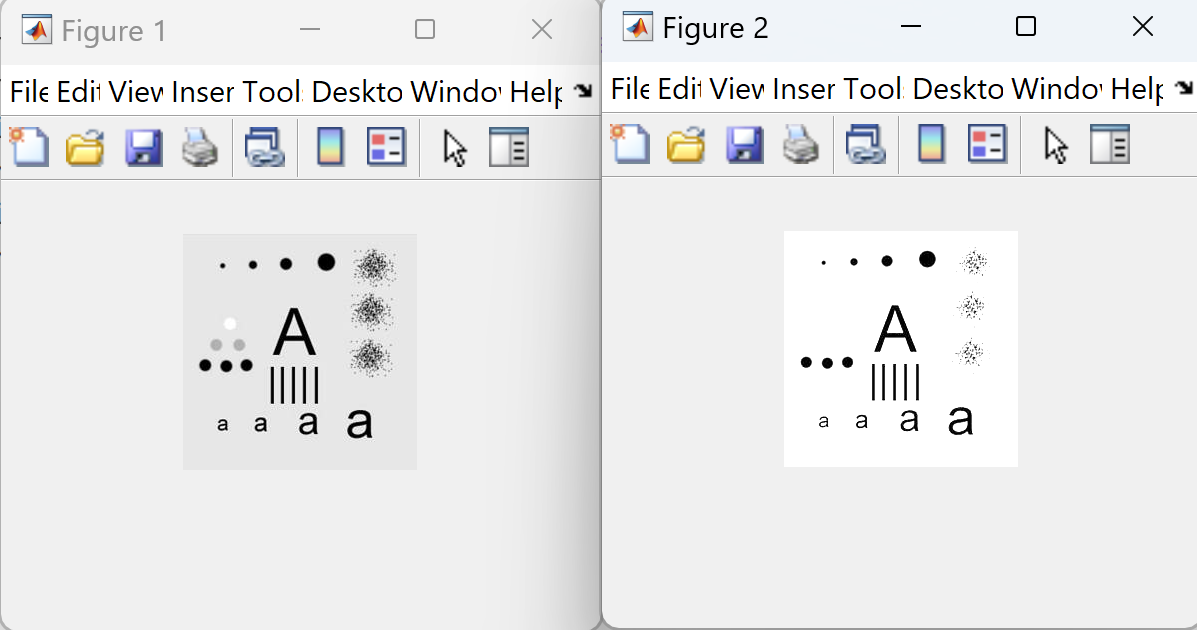 Figure 1
File Edit View Inser Tools Deskto Window Help
A
a a a a
Figure 2
File Edit View Inser Tools Deskto Window Help
A
a a a a